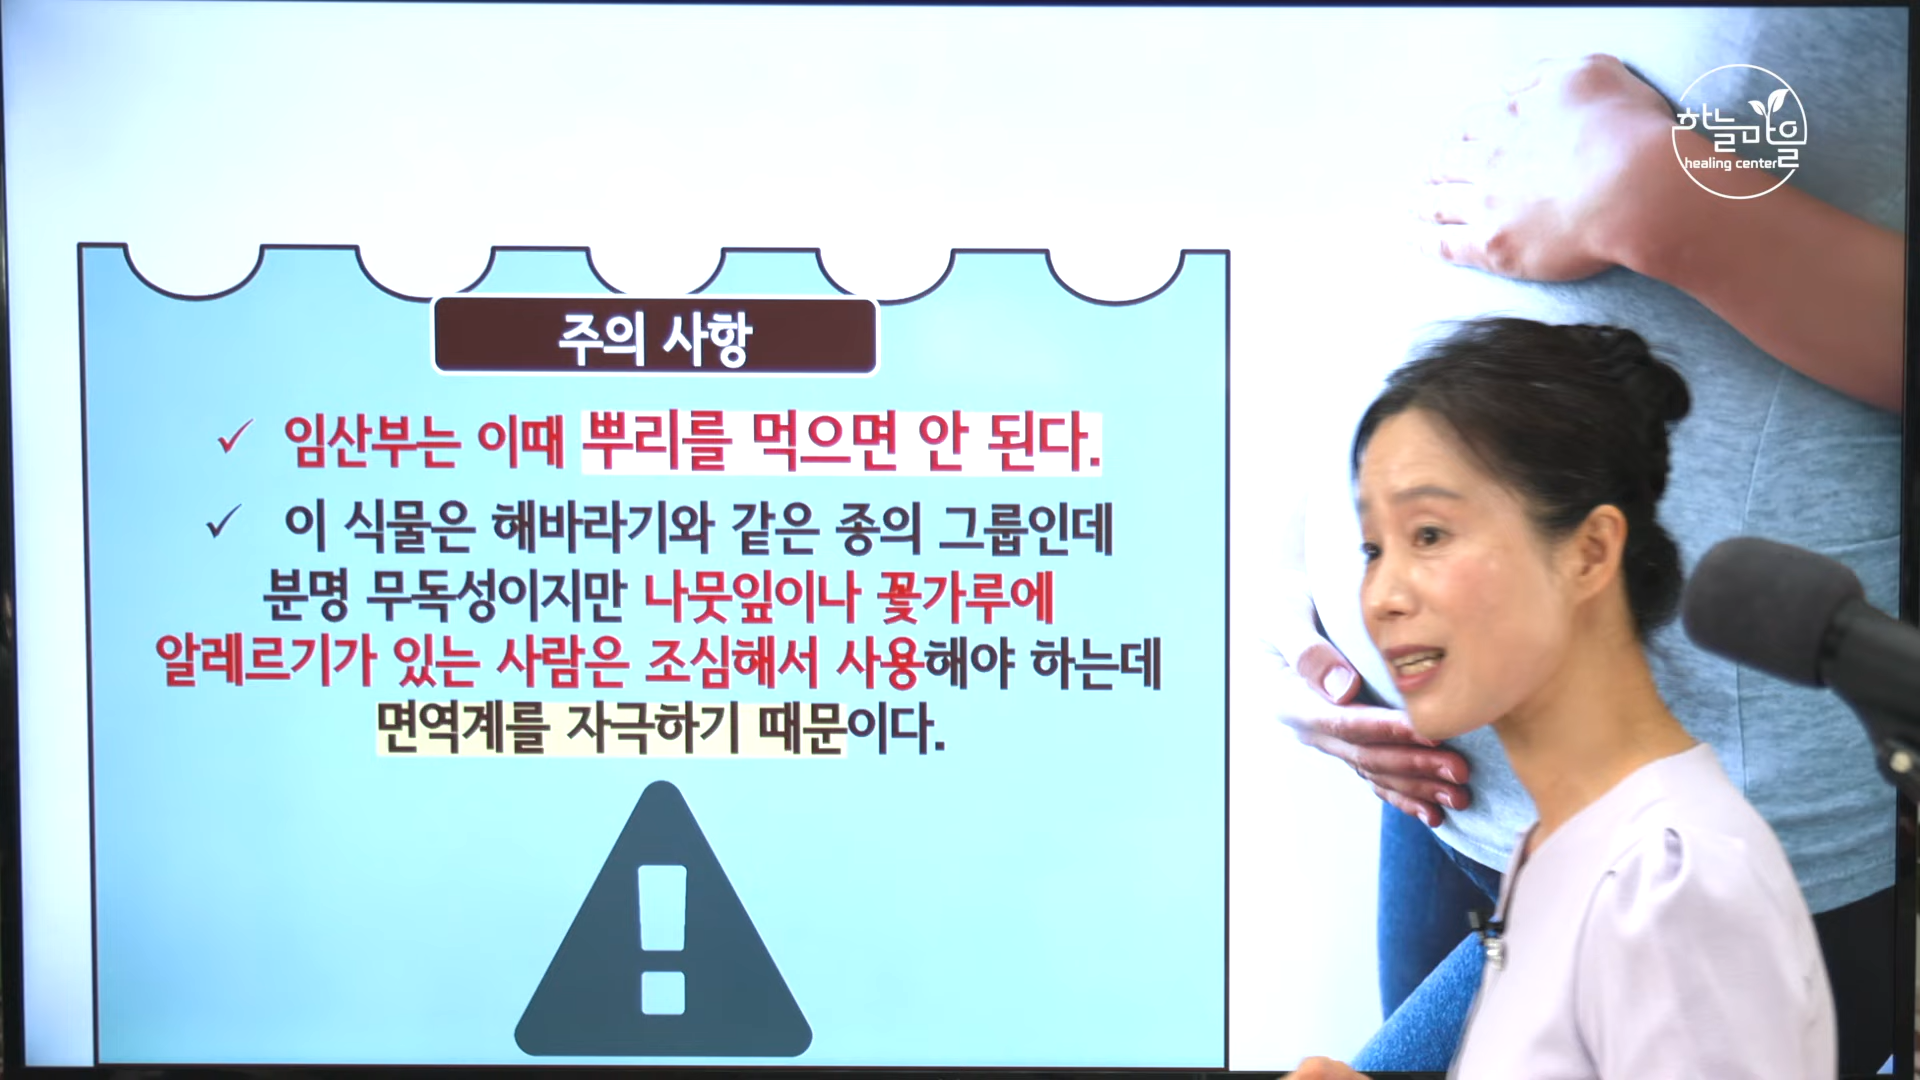 하늘마을
healing center
주의 사항
✓ 임산부는 이때 뿌리를 먹으면 안 된다.
✓ 이 식물은 해바라기와 같은 종의 그룹인데
분명 무독성이지만 나뭇잎이나 꽃가루에
알레르기가 있는 사람은 조심해서 사용해야 하는데
면역계를 자극하기 때문이다.